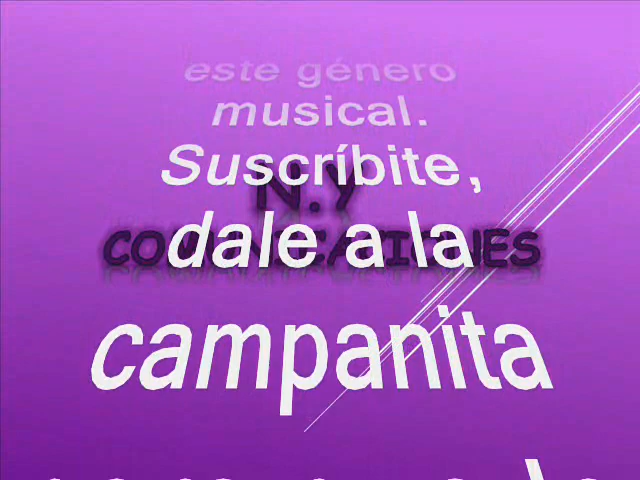 este género
musical.
Suscríbite,
N.Y
dale a la
campanita